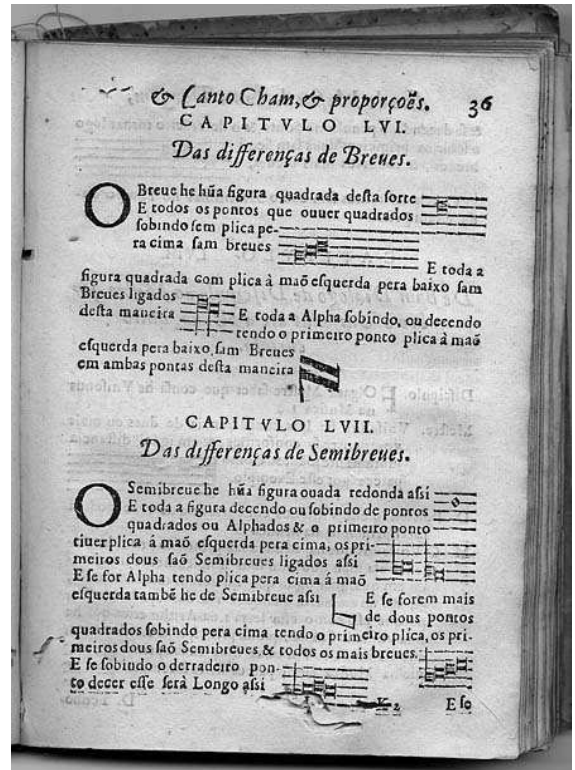 & Canto Cham, & proporções. 36
CAPITVLO LVI.
Das differenças de Breues.
O Breue he hũa figura quadrada desta sorte
E todos os pontos que ouuer quadrados
sobindo sem plica pe-
ra cima sam breues
E toda a
figura quadrada com plica à maõ esquerda pera baixo sam
Breues ligados
desta maneira E toda a Alpha sobindo, ou decendo
tendo o primeiro ponto plica à maõ
esquerda pera baixo, sam Breues
em ambas pontas desta maneira
CAPITVLO LVII.
Das differenças de Semibreues.
O Semibreue he hũa figura ouada redonda assi
E toda a figura decendo ou sobindo de pontos
quadrados ou Alphados & o primeiro ponto
tiuer plica á maõ esquerda pera cima, os pri-
meiros dous saõ Semibreues ligados assi
E se for Alpha tendo plica pera cima á maõ
esquerda tambẽ he de Semibreue assi E se forem mais
de dous pontos
quadrados sobindo pera cima tendo o primeiro plica, os pri-
meiros dous saõ Semibreues, & todos os mais breues.
E se sobindo o derradeiro pon-
to decer esse serà Longo assi
K 2 E se